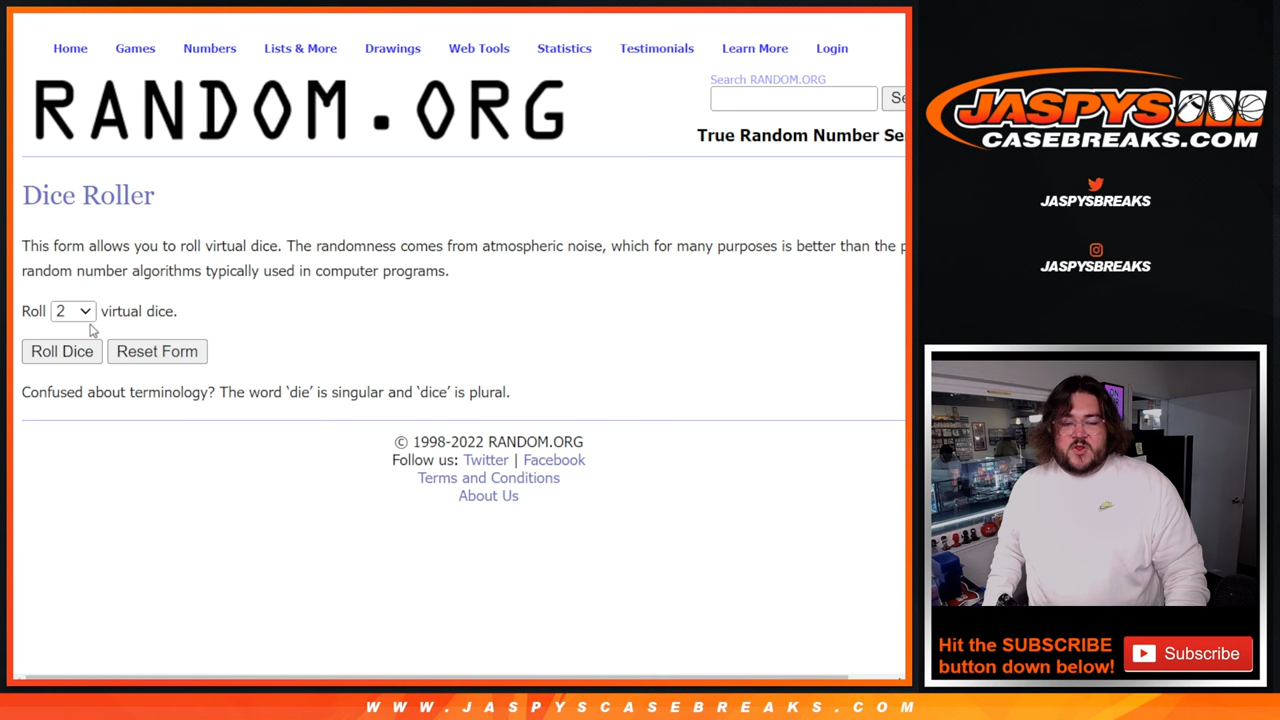 Home Games Numbers Lists & More Drawings Web Tools Statistics Testimonials Learn More Login
RANDOM.ORG
Search RANDOM.ORG
Se
True Random Number Se
Dice Roller
This form allows you to roll virtual dice. The randomness comes from atmospheric noise, which for many purposes is better than the p
random number algorithms typically used in computer programs.
Roll 2 virtual dice.
Roll Dice Reset Form
Confused about terminology? The word ‘die’ is singular and ‘dice’ is plural.
© 1998-2022 RANDOM.ORG
Follow us: Twitter | Facebook
Terms and Conditions
About Us
JASPYS
CASEBREAKS.COM
JASPYSBREAKS
JASPYSBREAKS
ON
Hit the SUBSCRIBE
button down below!
Subscribe
WWW.JASPYSCASEBREAKS.COM